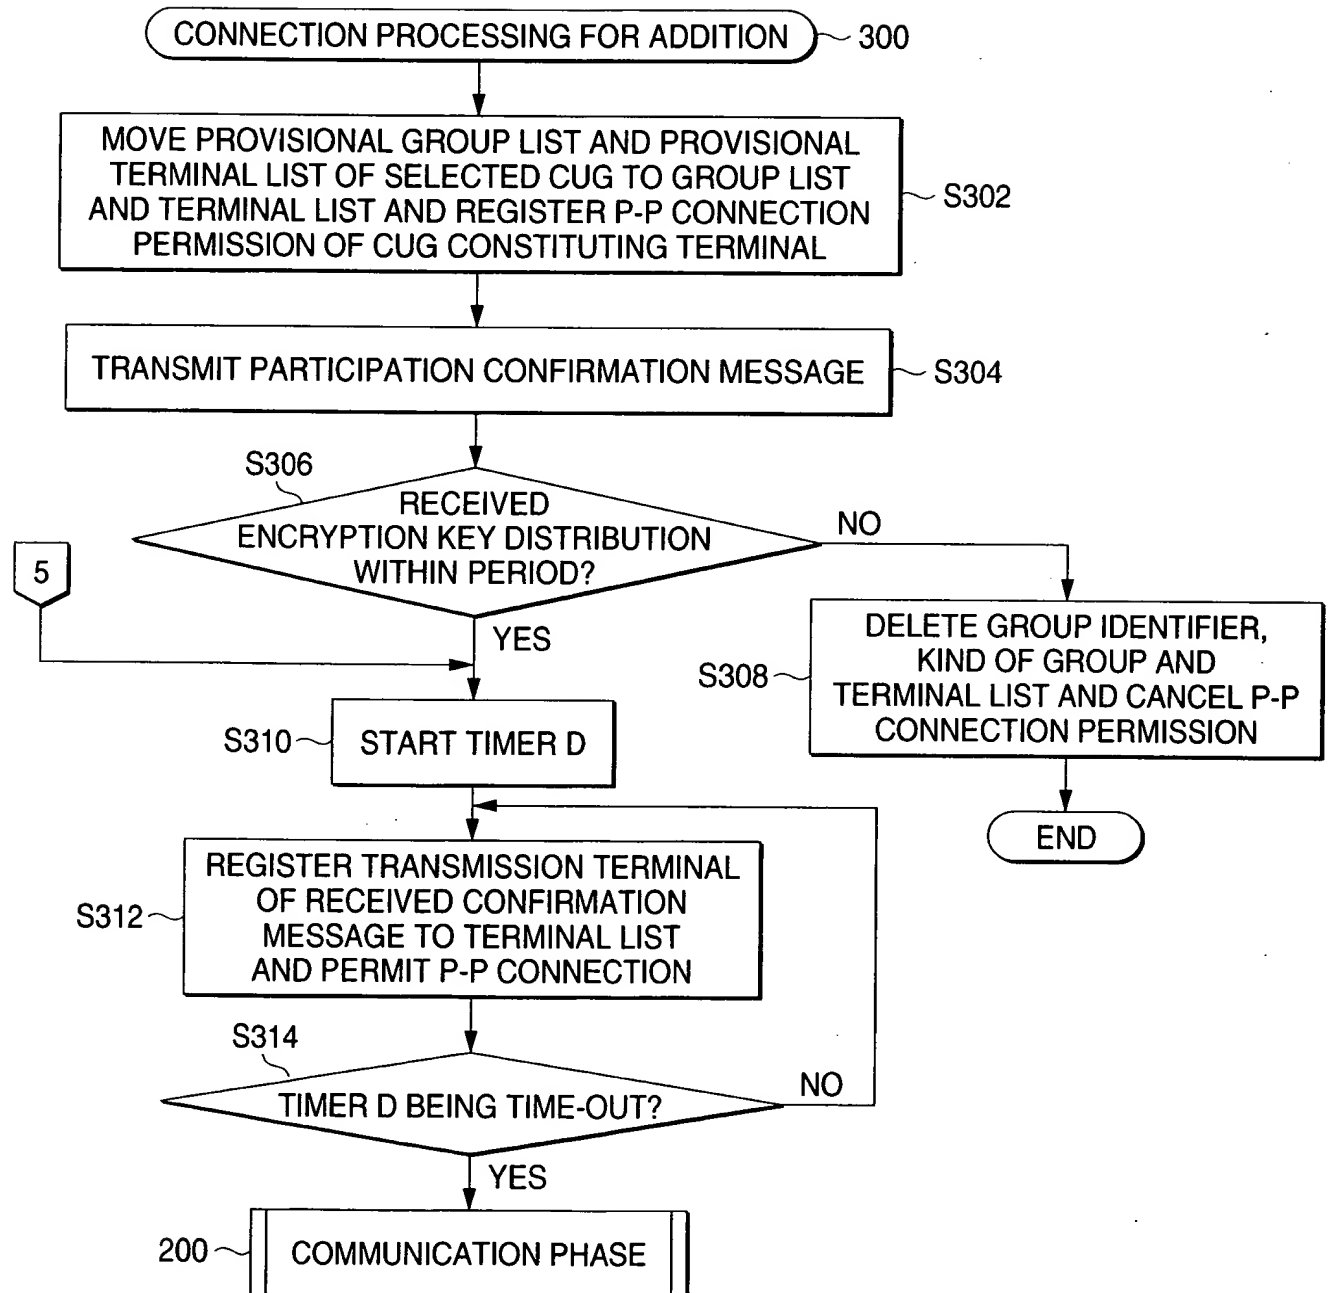 CONNECTION PROCESSING FOR ADDITION
300
MOVE PROVISIONAL GROUP LIST AND PROVISIONAL
TERMINAL LIST OF SELECTED CUG TO GROUP LIST
AND TERMINAL LIST AND REGISTER P-P CONNECTION
PERMISSION OF CUG CONSTITUTING TERMINAL
S302
TRANSMIT PARTICIPATION CONFIRMATION MESSAGE
S304
S306
RECEIVED
ENCRYPTION KEY DISTRIBUTION
WITHIN PERIOD?
NO
5
YES
DELETE GROUP IDENTIFIER,
KIND OF GROUP AND
TERMINAL LIST AND CANCEL P-P
CONNECTION PERMISSION
S308
S310
START TIMER D
END
REGISTER TRANSMISSION TERMINAL
OF RECEIVED CONFIRMATION
MESSAGE TO TERMINAL LIST
AND PERMIT P-P CONNECTION
S312
S314
TIMER D BEING TIME-OUT?
NO
YES
200
COMMUNICATION PHASE